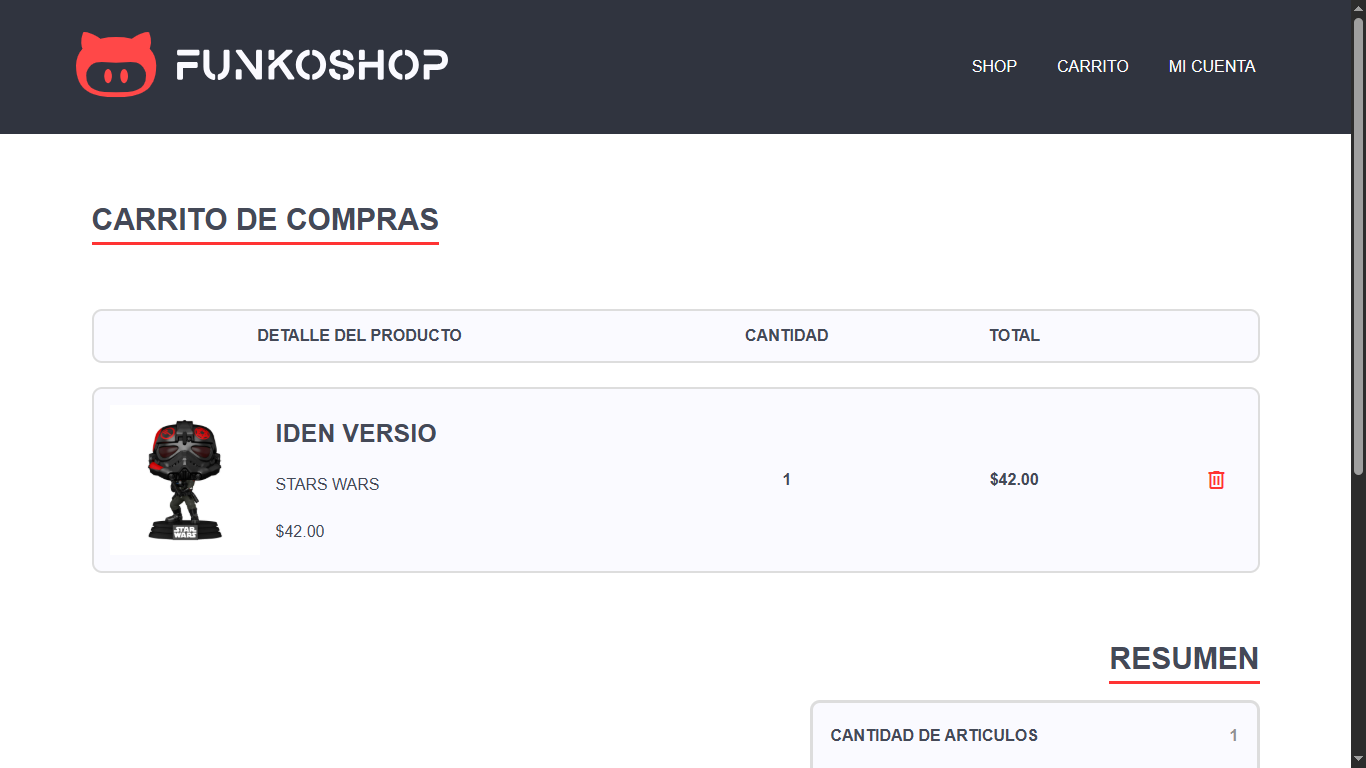 FUNKOSHOP
SHOP CARRITO MI CUENTA
CARRITO DE COMPRAS
DETALLE DEL PRODUCTO CANTIDAD TOTAL
IDEN VERSIO
STARS WARS
$42.00
1 $42.00
STAR WARS
RESUMEN
CANTIDAD DE ARTICULOS 1